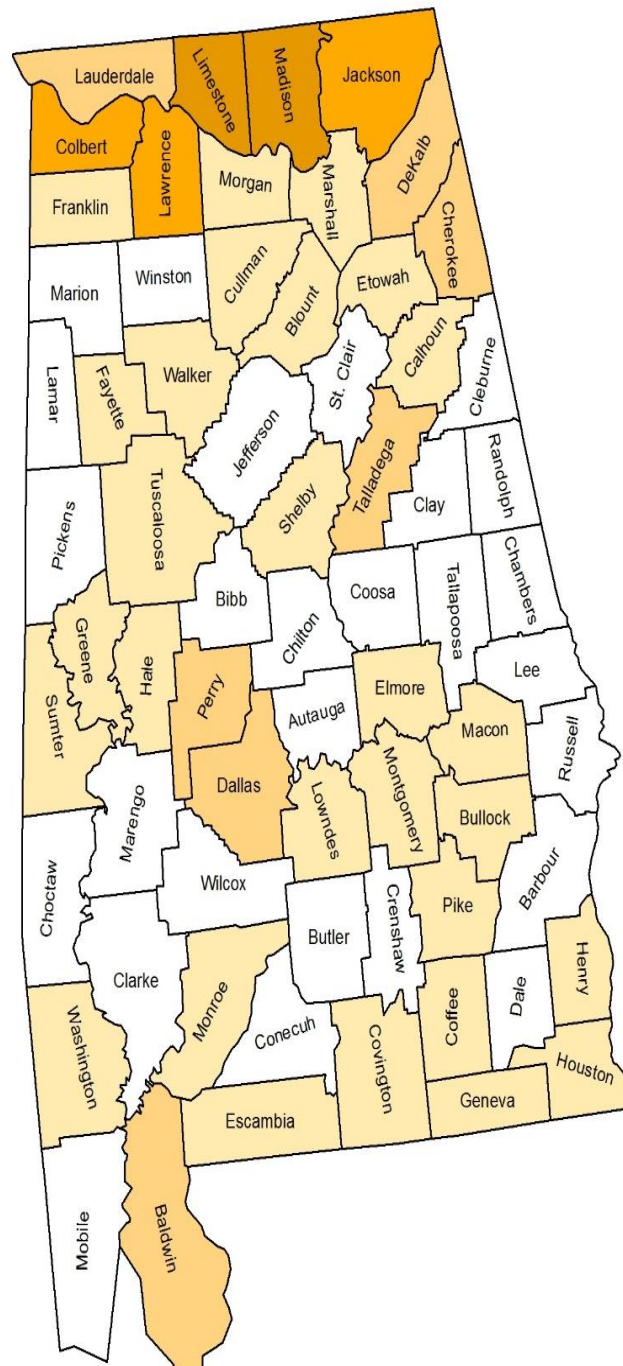 Lauderdale
Limestone
Madison
Jackson
Colbert
Lawrence
Franklin
Morgan
Marshall
DeKalb
Cherokee
Marion
Winston
Cullman
Blount
Etowah
Calhoun
Cleburne
Lamar
Fayette
Walker
Jefferson
St. Clair
Talladega
Randolph
Clay
Pickens
Tuscaloosa
Shelby
Bibb
Chilton
Coosa
Tallapoosa
Chambers
Greene
Hale
Perry
Autauga
Elmore
Lee
Sumter
Dallas
Macon
Russell
Marengo
Lowndes
Montgomery
Bullock
Choctaw
Wilcox
Butler
Crenshaw
Pike
Barbour
Clarke
Monroe
Conecuh
Covington
Coffee
Dale
Henry
Washington
Escambia
Geneva
Houston
Mobile
Baldwin